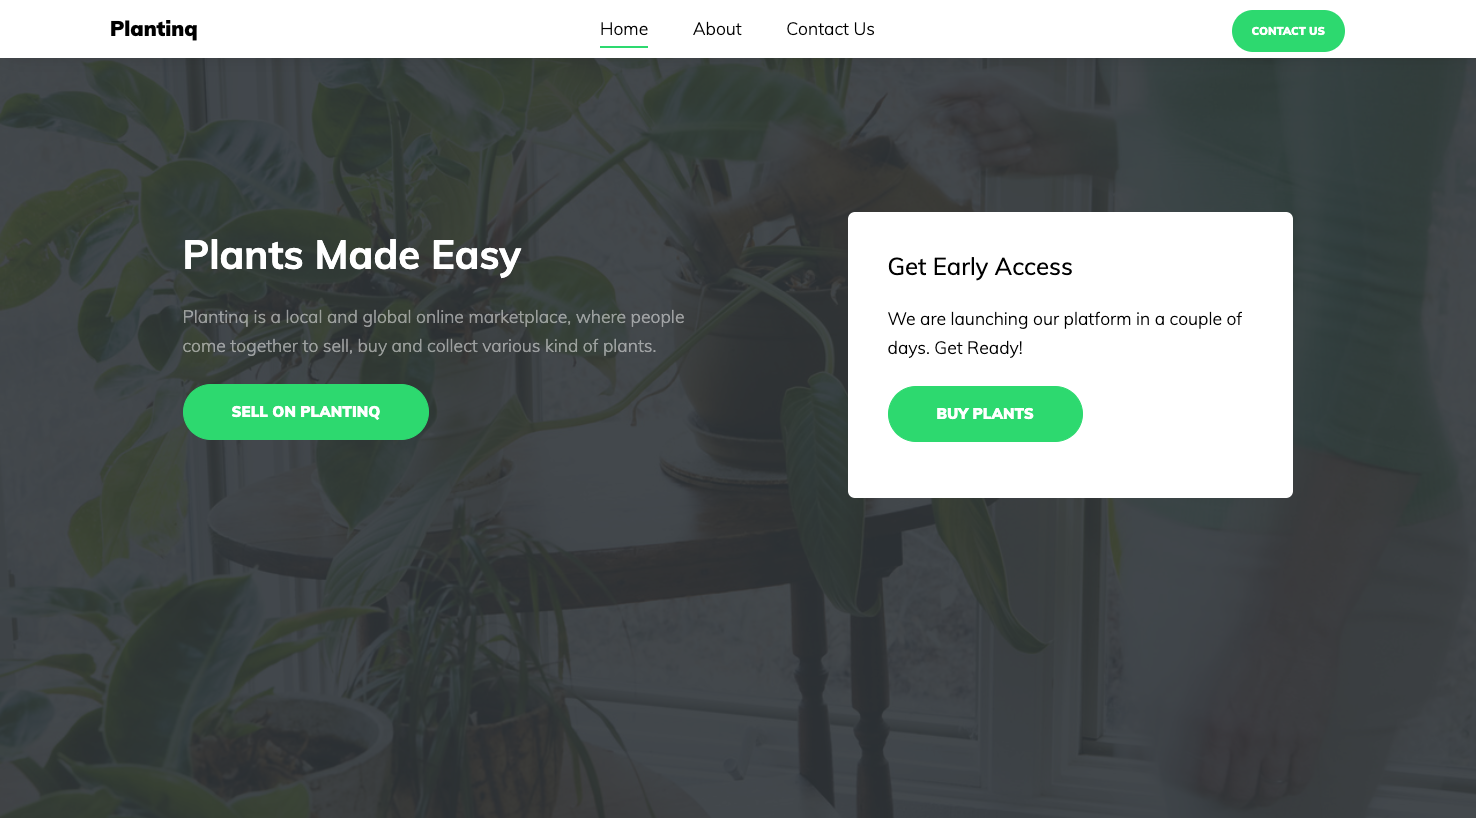 Plantinq
Home
About
Contact Us
CONTACT US
Plants Made Easy
Plantinq is a local and global online marketplace, where people
come together to sell, buy and collect various kind of plants.
SELL ON PLANTINQ
Get Early Access
We are launching our platform in a couple of
days. Get Ready!
BUY PLANTS